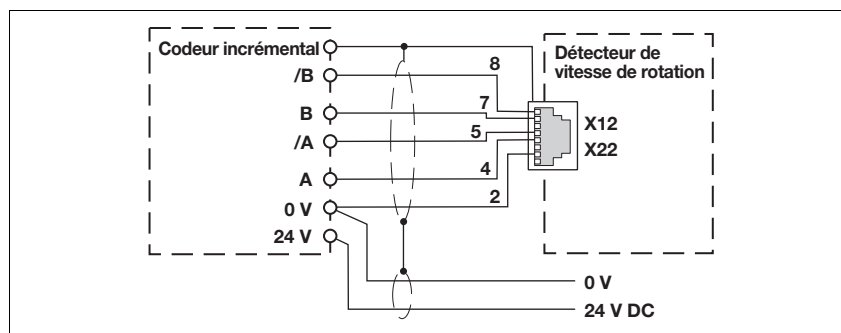 Codeur incrémental
Détecteur de
vitesse de rotation
/B
8
B
7
X12
/A
5
X22
A
4
0 V
2
24 V
0 V
24 V DC